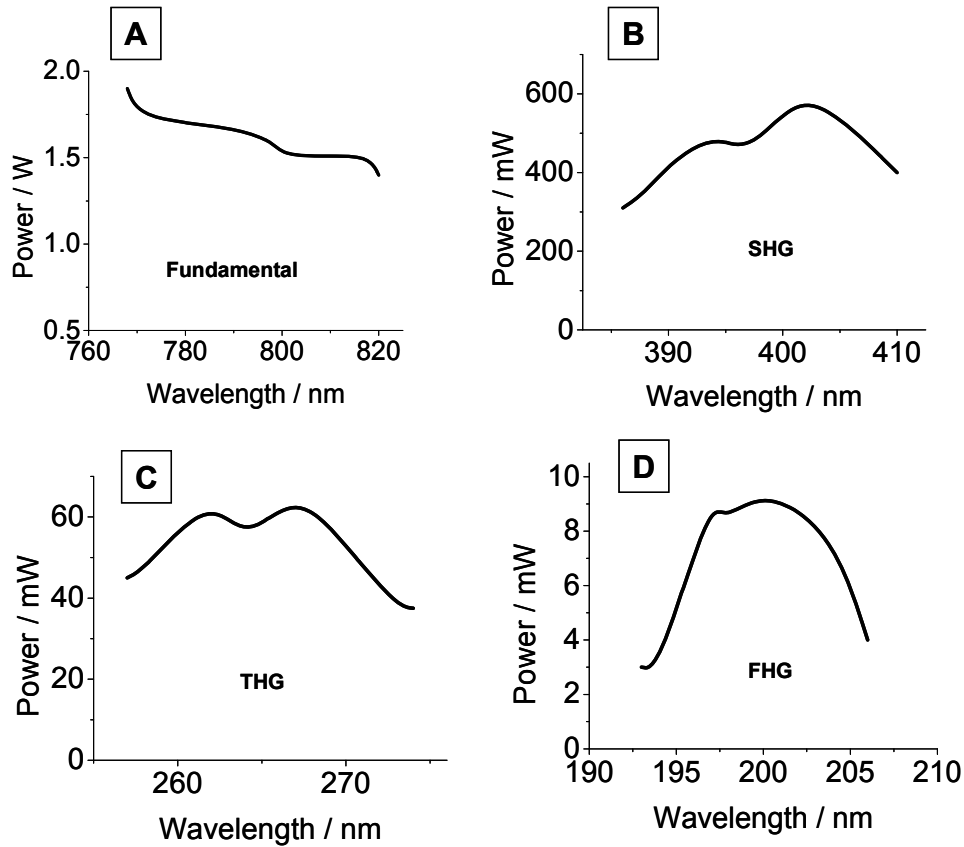 A
2.0
1.5
1.0
0.5
Power / W
Fundamental
760 780 800 820
Wavelength / nm
B
600
400
200
0
Power / mW
SHG
390 400 410
Wavelength / nm
C
60
40
20
0
Power / mW
THG
260 270
Wavelength / nm
D
10
8
6
4
2
0
Power / mW
FHG
190 195 200 205 210
Wavelength / nm